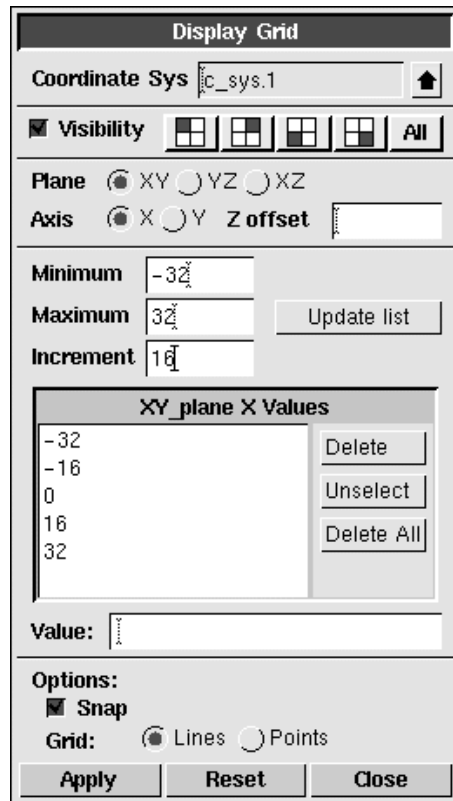 Display Grid
Coordinate Sys c_sys.1
Visibility All
Plane XY YZ XZ
Axis X Y Z offset
Minimum -32
Maximum 32 Update list
Increment 16
XY_plane X Values
-32
-16
0
16
32
Delete
Unselect
Delete All
Value:
Options:
Snap
Grid: Lines Points
Apply Reset Close